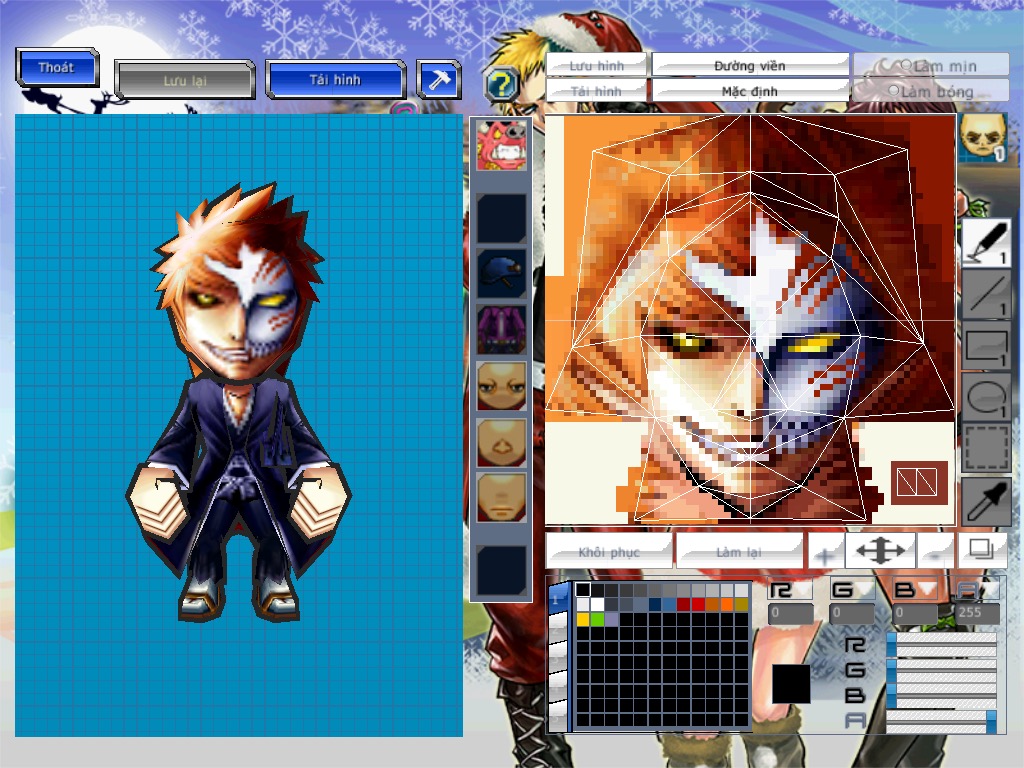 Thoát
Lưu lại
Tải hình
?
Lưu hình
Đường viền
Làm mịn
Tải hình
Mặc định
Làm bóng
1
1
1
1
1
Khôi phục
Làm lại
1
R G B A
0 0 0 255
R
G
B
A